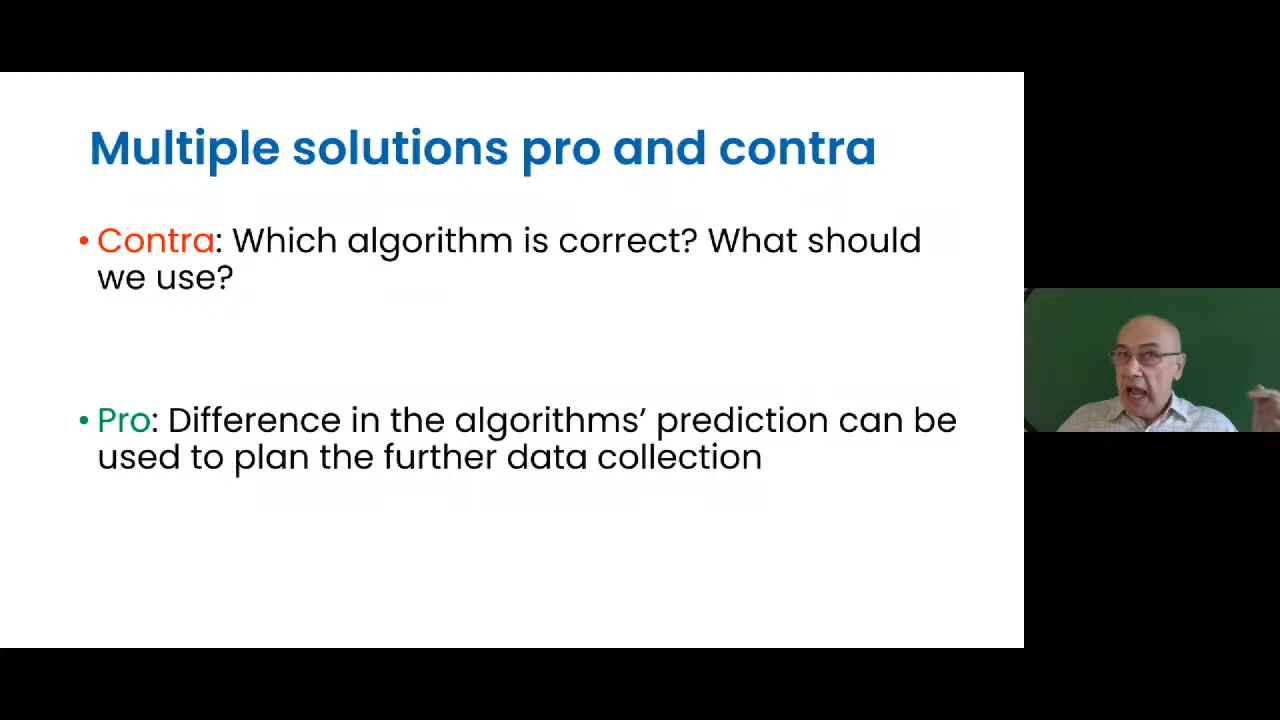 Multiple solutions pro and contra
• Contra: Which algorithm is correct? What should
we use?
• Pro: Difference in the algorithms’ prediction can be
used to plan the further data collection